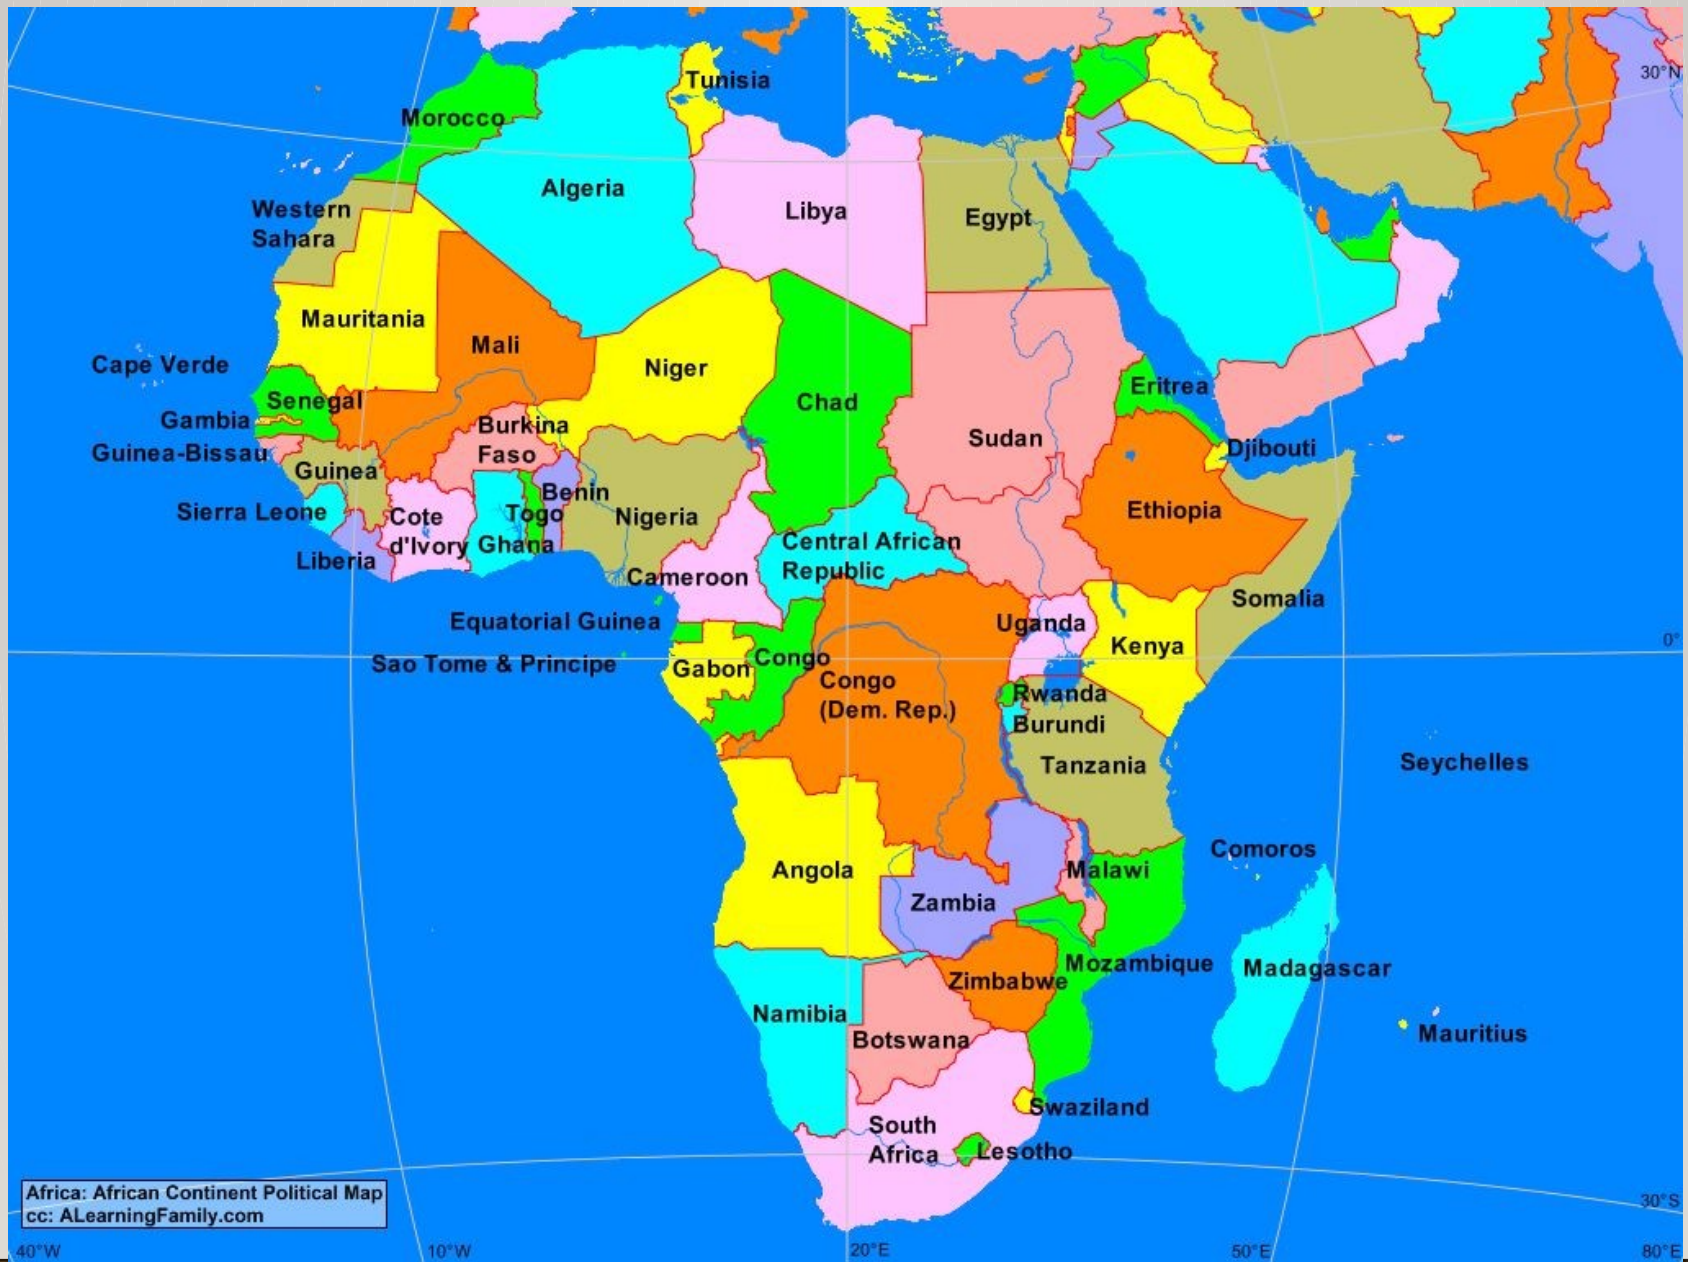 30°N
Tunisia
Morocco
Algeria
Libya
Egypt
Western
Sahara
Mauritania
Mali
Niger
Chad
Sudan
Eritrea
Cape Verde
Senegal
Gambia
Guinea-Bissau
Guinea
Burkina
Faso
Djibouti
Sierra Leone
Benin
Togo
Nigeria
Ethiopia
Cote
d'Ivory
Ghana
Liberia
Central African
Republic
Cameroon
Somalia
Equatorial Guinea
Uganda
Kenya
0°
Sao Tome & Principe
Gabon
Congo
Congo
(Dem. Rep.)
Rwanda
Burundi
Tanzania
Seychelles
Comoros
Angola
Malawi
Zambia
Mozambique
Madagascar
Zimbabwe
Namibia
Botswana
Mauritius
Swaziland
South
Africa
Lesotho
Africa: African Continent Political Map
cc: ALearningFamily.com
30°S
40°W
10°W
20°E
50°E
80°E